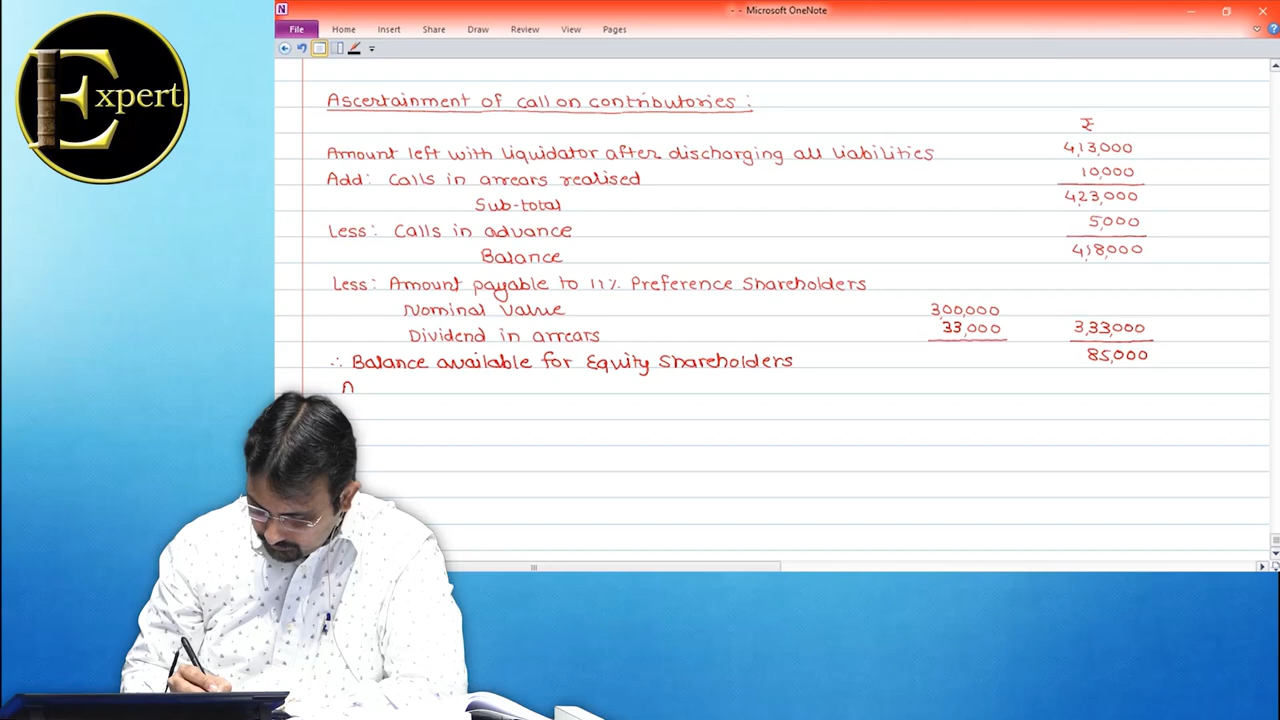 Expert
- - Microsoft OneNote
File Home Insert Share Draw Review View Pages
Ascertainment of call on contributories :
₹
Amount left with liquidator after discharging all liabilities 4,13,000
Add: Calls in arrears realised 10,000
Sub-total 4,23,000
Less: Calls in advance 5,000
Balance 4,18,000
Less: Amount payable to 11% Preference Shareholders
Nominal value 300,000
Dividend in arrears 33,000 3,33,000
∴ Balance available for Equity Shareholders 85,000